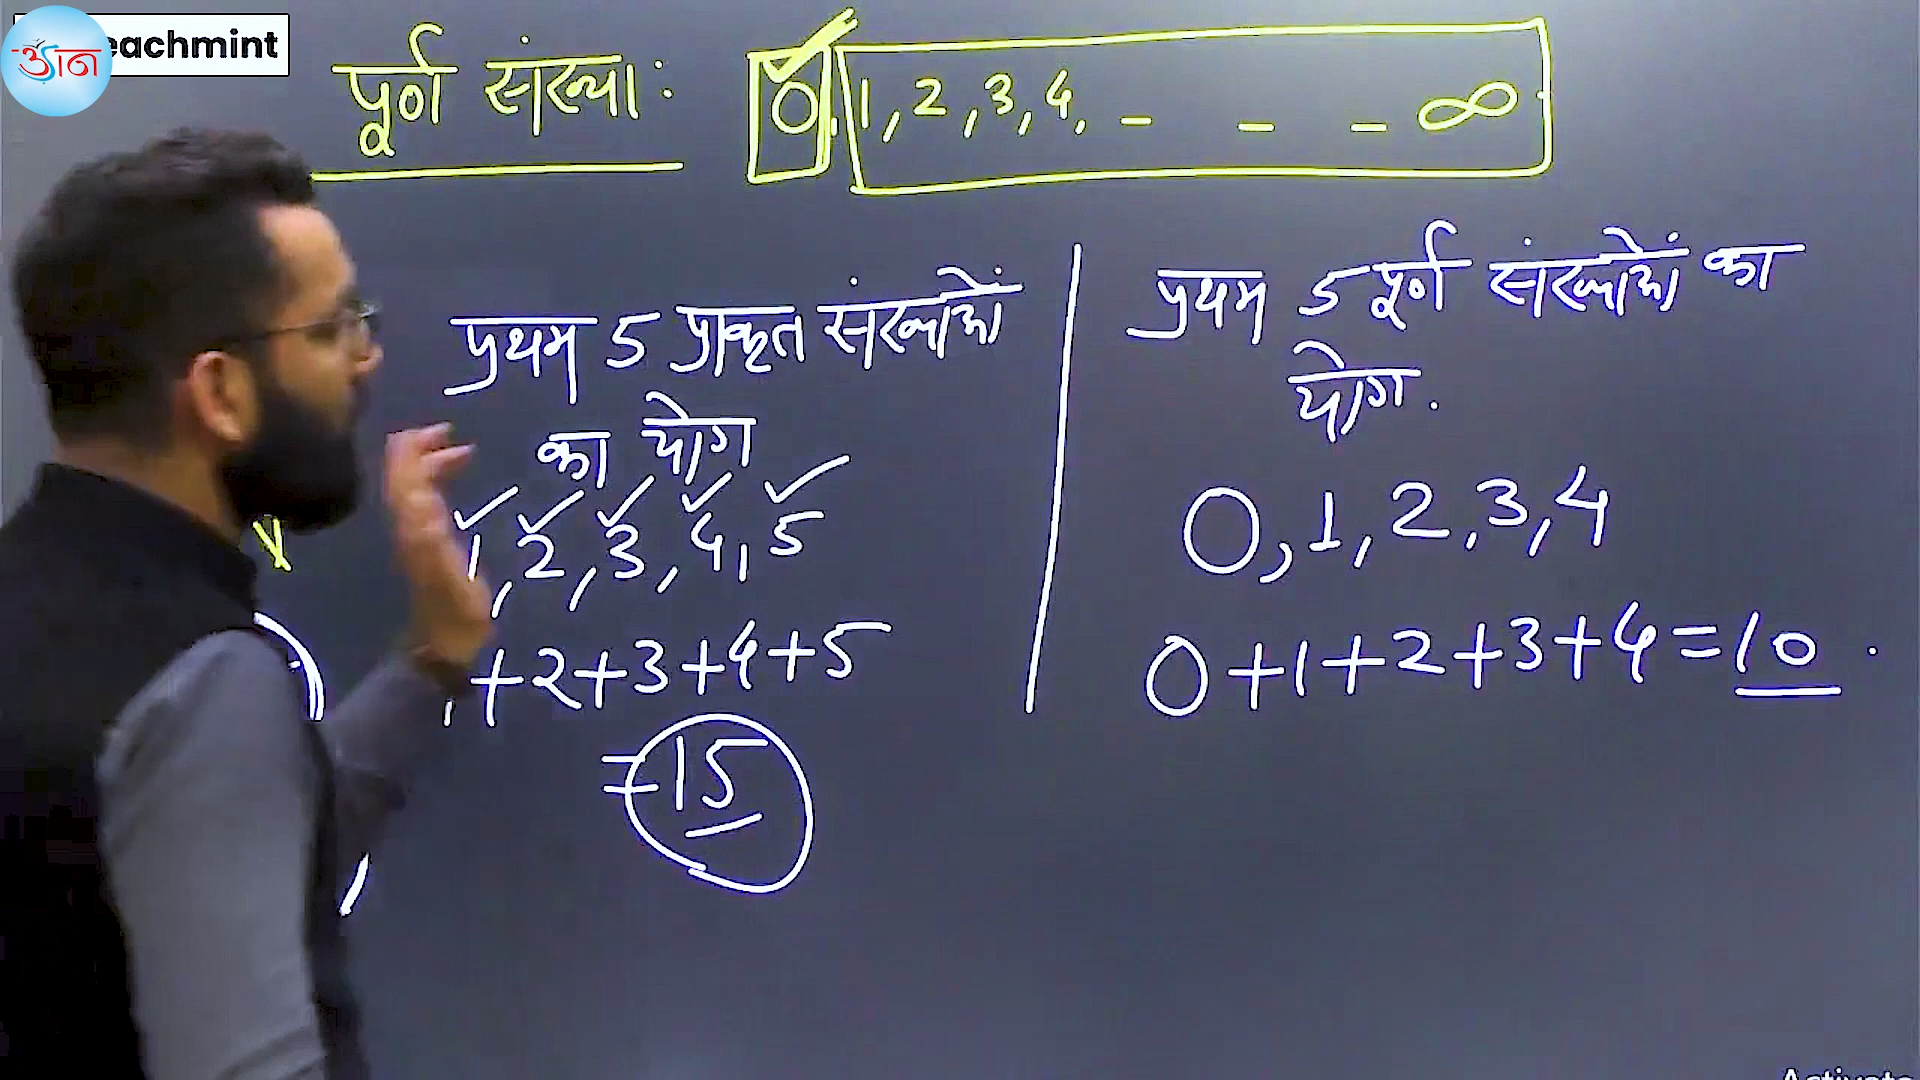 eachmint
ज्ञान
पूर्ण संख्या : 0, 1, 2, 3, 4, - - - ∞
प्रथम 5 प्राकृत संख्याओं
का योग
1, 2, 3, 4, 5
+2+3+4+5
=15
प्रथम 5 पूर्ण संख्याओं का
योग.
0, 1, 2, 3, 4
0+1+2+3+4=10.